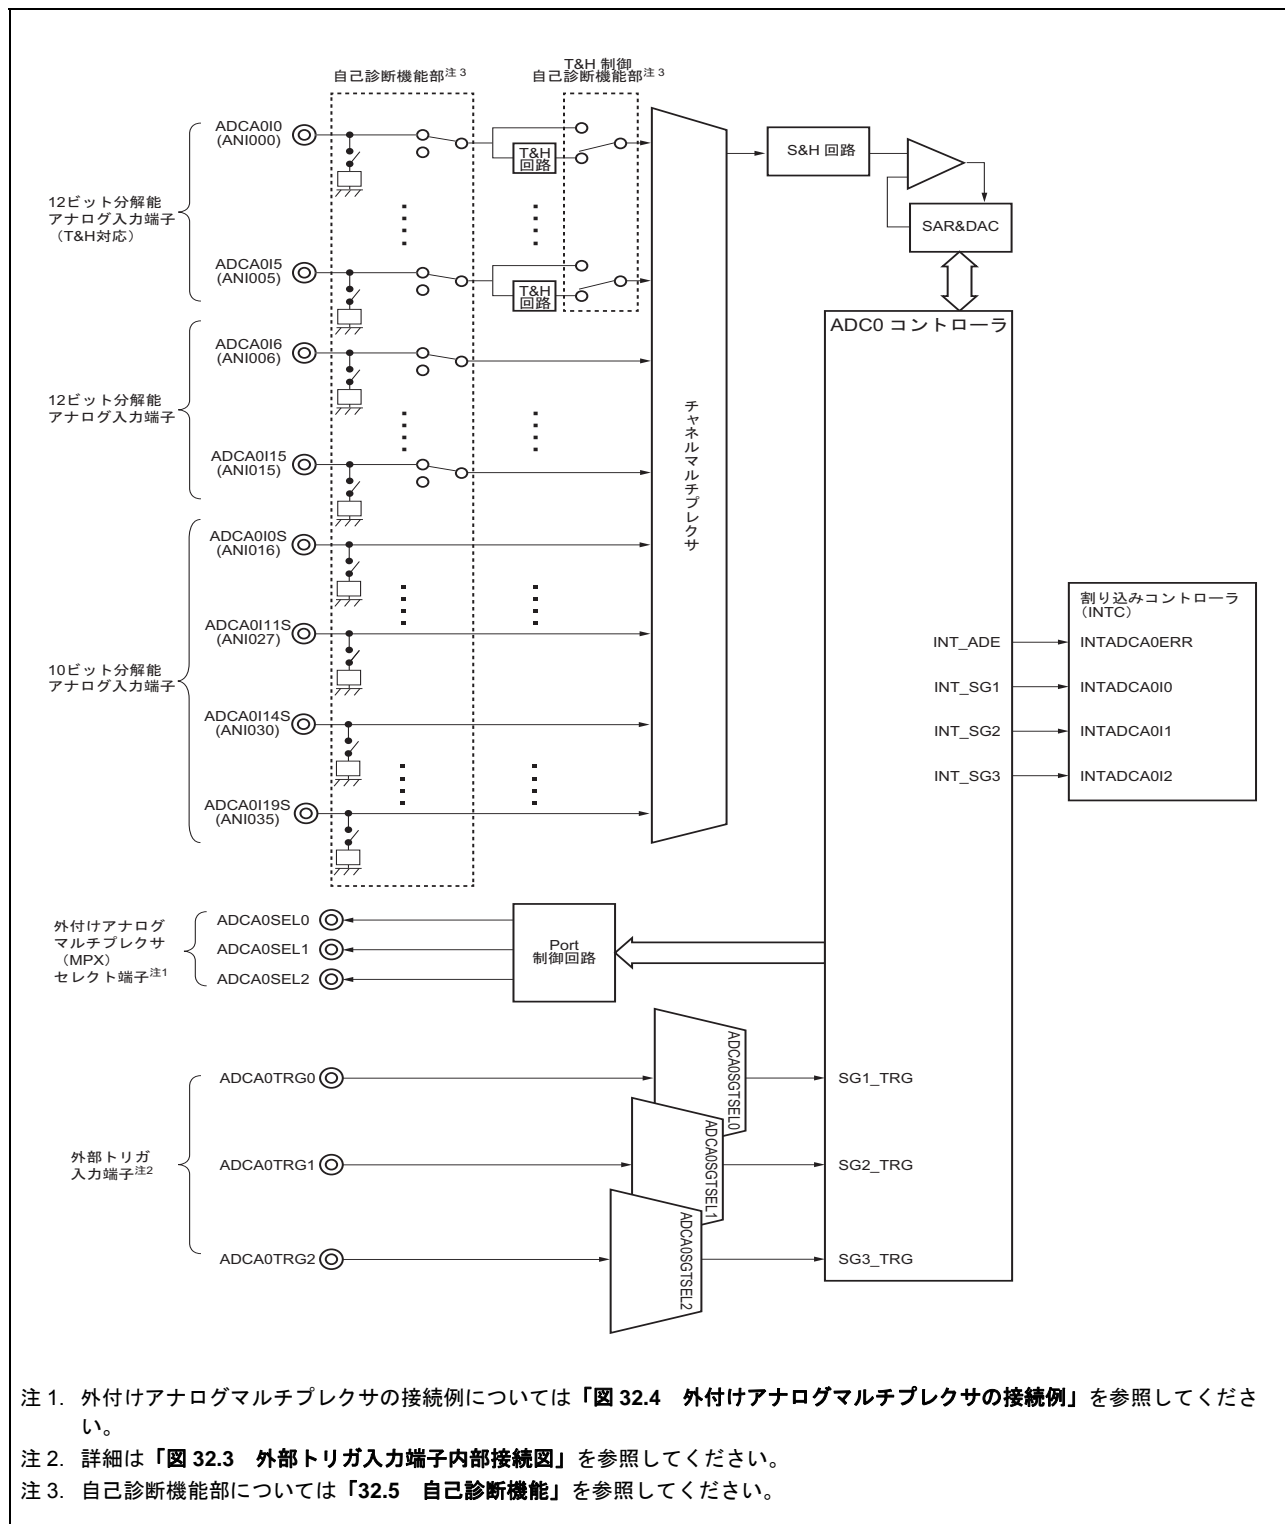 自己診断機能部注3
T&H 制御
自己診断機能部注3
ADCA0I0
(ANI000)
T&H
回路
S&H 回路
12ビット分解能
アナログ入力端子
（T&H対応）
SAR&DAC
ADCA0I5
(ANI005)
T&H
回路
ADC0 コントローラ
ADCA0I6
(ANI006)
12ビット分解能
アナログ入力端子
チャネルマルチプレクサ
ADCA0I15
(ANI015)
ADCA0I0S
(ANI016)
ADCA0I11S
(ANI027)
10ビット分解能
アナログ入力端子
ADCA0I14S
(ANI030)
ADCA0I19S
(ANI035)
割り込みコントローラ
（INTC）
INT_ADE
INTADCA0ERR
INT_SG1
INTADCA0I0
INT_SG2
INTADCA0I1
INT_SG3
INTADCA0I2
外付けアナログ
マルチプレクサ
（MPX）
セレクト端子注1
ADCA0SEL0
ADCA0SEL1
ADCA0SEL2
Port
制御回路
外部トリガ
入力端子注2
ADCA0TRG0
ADCA0SGTSEL0
SG1_TRG
ADCA0TRG1
ADCA0SGTSEL1
SG2_TRG
ADCA0TRG2
ADCA0SGTSEL2
SG3_TRG
注 1. 外付けアナログマルチプレクサの接続例については「図 32.4 外付けアナログマルチプレクサの接続例」を参照してくださ
い。
注 2. 詳細は「図 32.3 外部トリガ入力端子内部接続図」を参照してください。
注 3. 自己診断機能部については「32.5 自己診断機能」を参照してください。